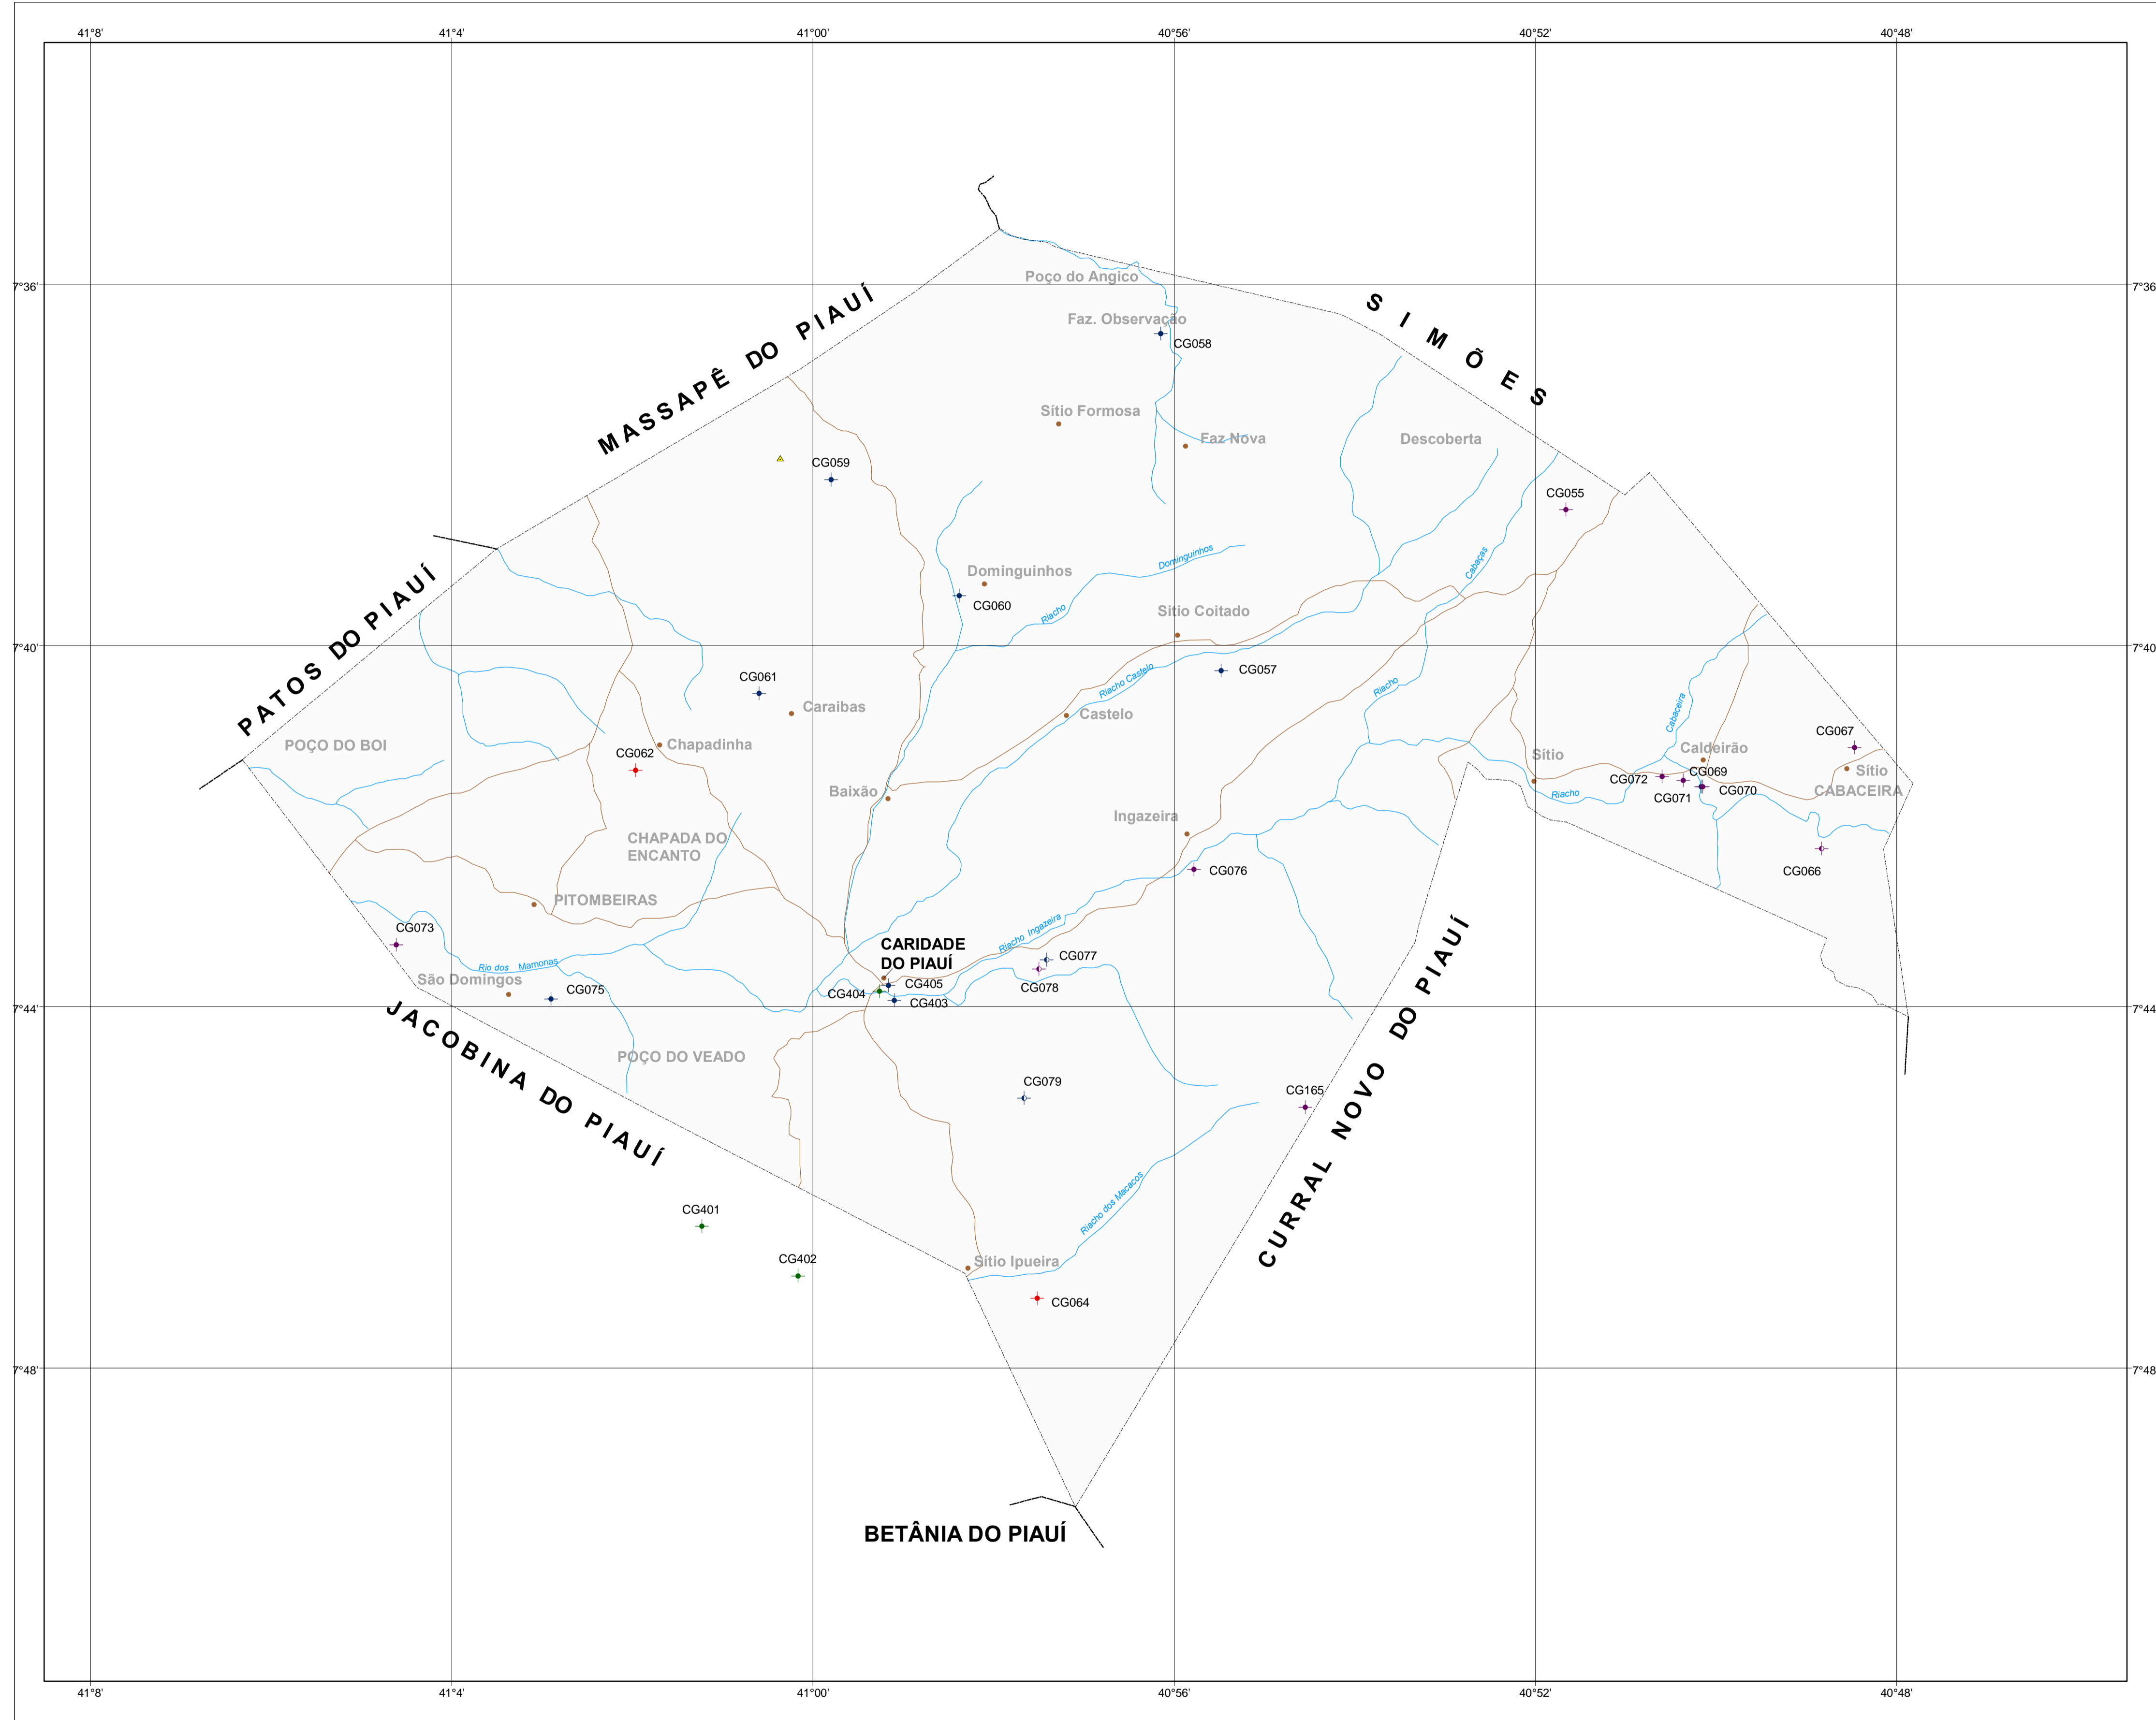 41°8' 41°4' 41°00' 40°56' 40°52' 40°48'
Poço do Angico
7°36' 7°36'
MASSAPÊ DO PIAUÍ
SIMÕES
Faz. Observação
CG058
Sítio Formosa
Faz Nova
Descoberta
CG059
CG055
Dominguinhos
Riacho Dominguinhos
Riacho Cabaças
CG060
Sítio Coitado
PATOS DO PIAUÍ
7°40' 7°40'
CG061
CG057
Riacho Castelo
Caraibas
Castelo
POÇO DO BOI
Chapadinha
CG062
CG067
Riacho Cabaceira
Sítio
Caldeirão
Sítio
CABACEIRA
CG072
CG069
CG071
CG070
Baixão
Ingazeira
CHAPADA DO
ENCANTO
CG066
CG076
PITOMBEIRAS
CG073
CARIDADE
DO PIAUÍ
Riacho Ingazeira
CG077
CG078
Rio dos Mamonas
São Domingos
CG075
CG405
CG404
CG403
7°44' 7°44'
JACOBINA DO PIAUÍ
CURRAL NOVO DO PIAUÍ
POÇO DO VEADO
CG079
CG165
Riacho dos Macacos
CG401
CG402
Sítio Ipueira
CG064
7°48' 7°48'
BETÂNIA DO PIAUÍ
41°8' 41°4' 41°00' 40°56' 40°52' 40°48'